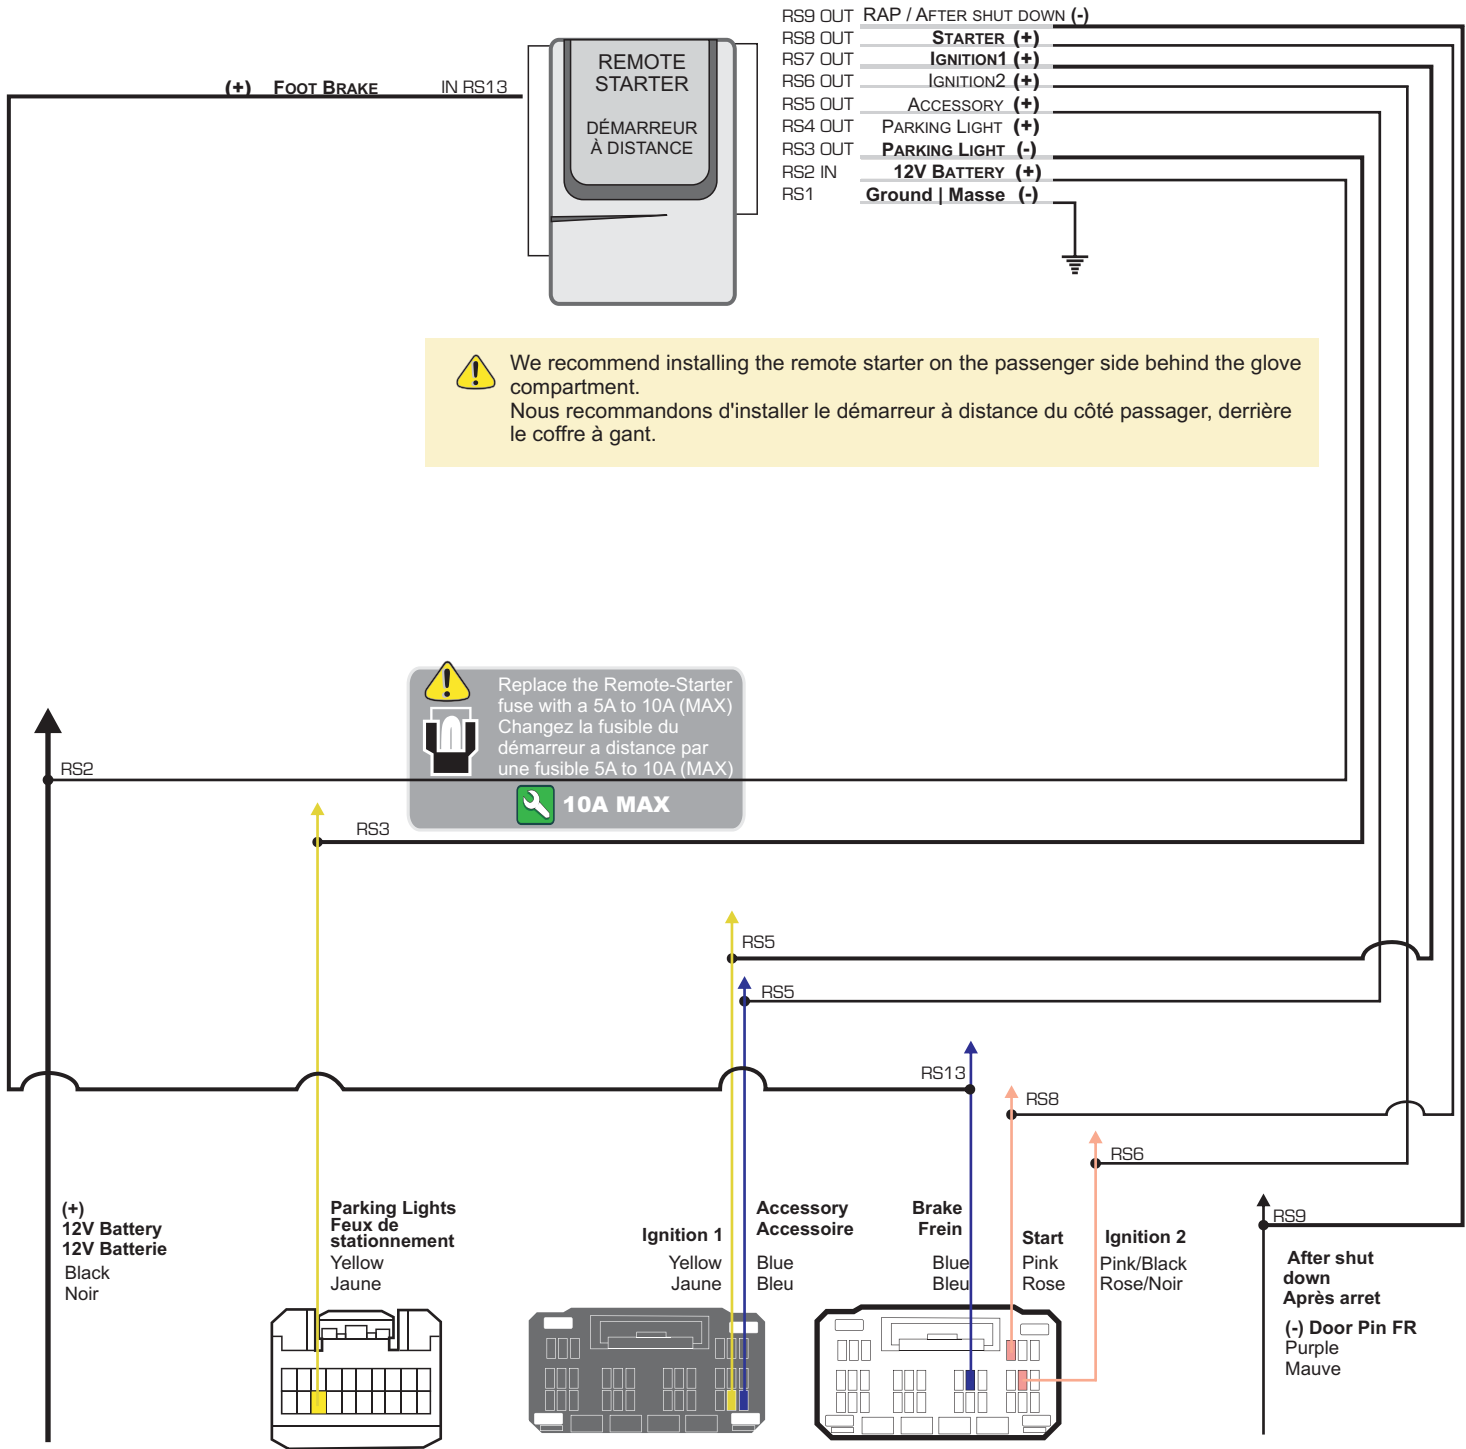 RS9 OUT RAP / AFTER SHUT DOWN (-)
RS8 OUT STARTER (+)
RS7 OUT IGNITION1 (+)
RS6 OUT IGNITION2 (+)
RS5 OUT ACCESSORY (+)
RS4 OUT PARKING LIGHT (+)
RS3 OUT PARKING LIGHT (-)
RS2 IN 12V BATTERY (+)
RS1 Ground | Masse (-)
(+) FOOT BRAKE IN RS13
REMOTE
STARTER
DÉMARREUR
À DISTANCE
We recommend installing the remote starter on the passenger side behind the glove
compartment.
Nous recommandons d'installer le démarreur à distance du côté passager, derrière
le coffre à gant.
Replace the Remote-Starter
fuse with a 5A to 10A (MAX)
Changez la fusible du
démarreur a distance par
une fusible 5A to 10A (MAX)
10A MAX
RS2
RS3
RS5
RS5
RS13
RS8
RS6
RS9
(+)
12V Battery
12V Batterie
Black
Noir
Parking Lights
Feux de
stationnement
Yellow
Jaune
Ignition 1
Yellow
Jaune
Accessory
Accessoire
Blue
Bleu
Brake
Frein
Blue
Bleu
Start
Pink
Rose
Ignition 2
Pink/Black
Rose/Noir
After shut
down
Après arret
(-) Door Pin FR
Purple
Mauve